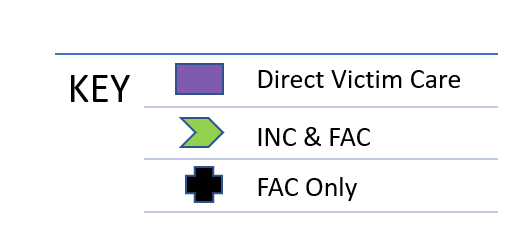 KEY
Direct Victim Care
INC & FAC
FAC Only